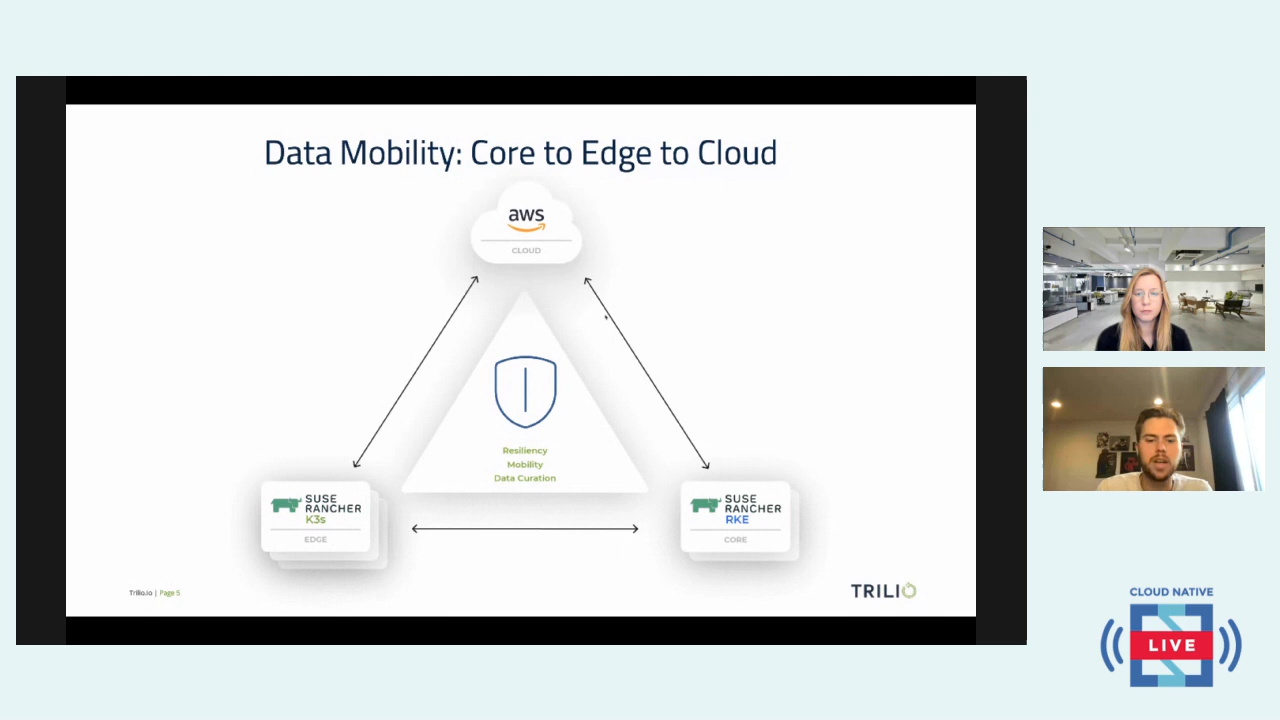 Data Mobility: Core to Edge to Cloud
aws
CLOUD
Resiliency
Mobility
Data Curation
SUSE
RANCHER
K3s
EDGE
SUSE
RANCHER
RKE
CORE
Trilio.io | Page 5
TRILIO
CLOUD NATIVE
LIVE